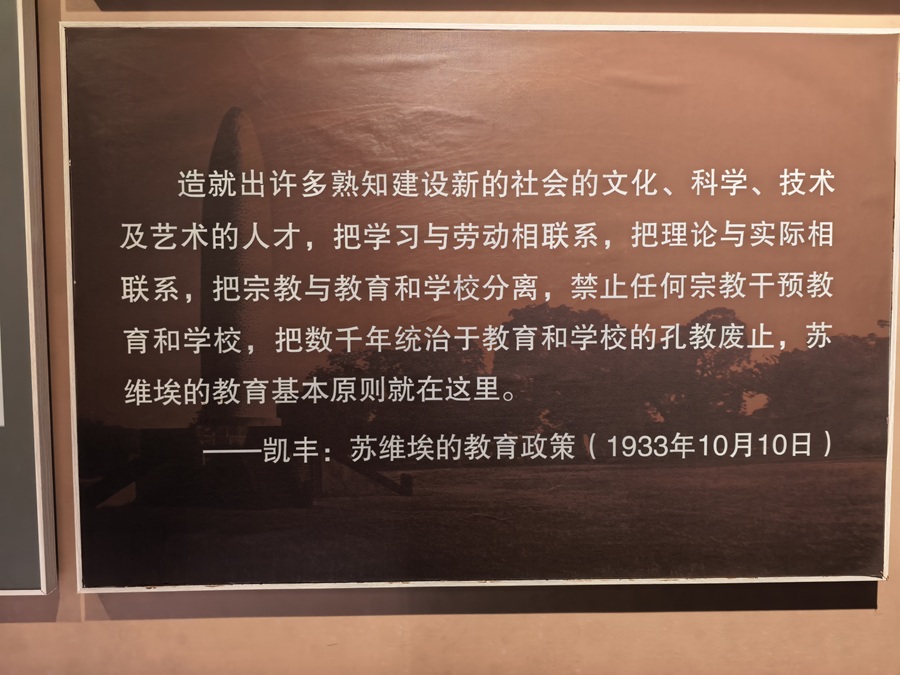 造就出许多熟知建设新的社会的文化、科学、技术
及艺术的人才，把学习与劳动相联系，把理论与实际相
联系，把宗教与教育和学校分离，禁止任何宗教干预教
育和学校，把数千年统治于教育和学校的孔教废止，苏
维埃的教育基本原则就在这里。
——凯丰：苏维埃的教育政策（1933年10月10日）